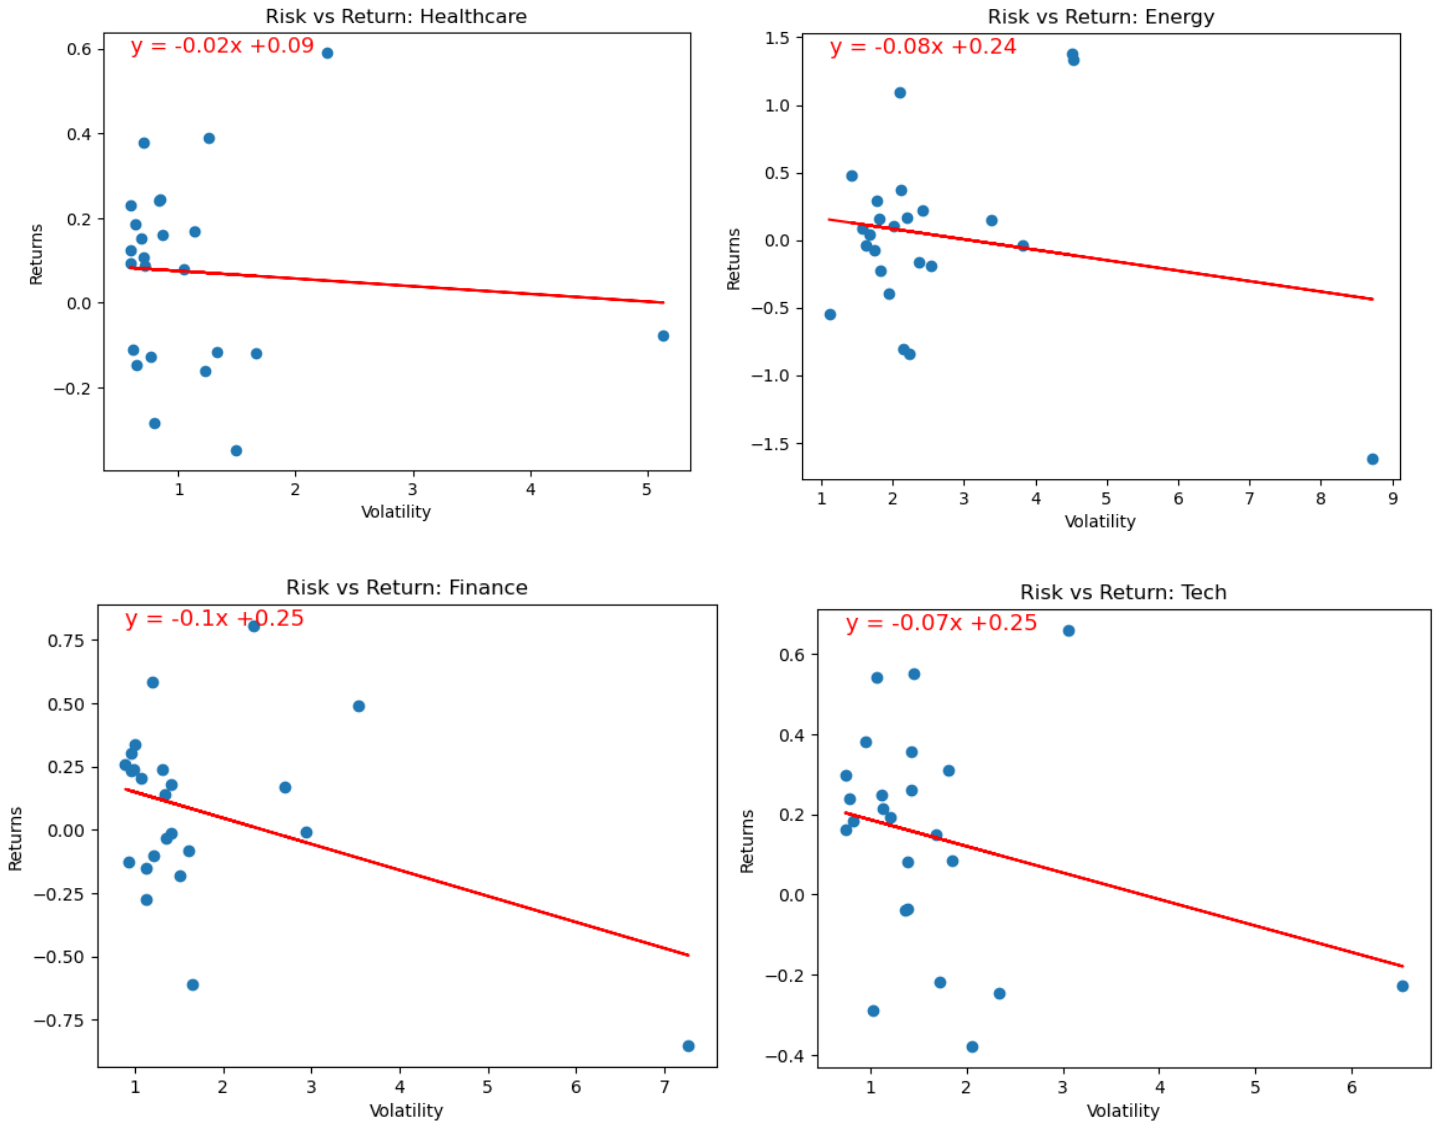 Risk vs Return: Healthcare
y = -0.02x +0.09
0.6
0.4
0.2
0.0
−0.2
Returns
1 2 3 4 5
Volatility
Risk vs Return: Energy
y = -0.08x +0.24
1.5
1.0
0.5
0.0
−0.5
−1.0
−1.5
Returns
1 2 3 4 5 6 7 8 9
Volatility
Risk vs Return: Finance
y = -0.1x +0.25
0.75
0.50
0.25
0.00
−0.25
−0.50
−0.75
Returns
1 2 3 4 5 6 7
Volatility
Risk vs Return: Tech
y = -0.07x +0.25
0.6
0.4
0.2
0.0
−0.2
−0.4
Returns
1 2 3 4 5 6
Volatility